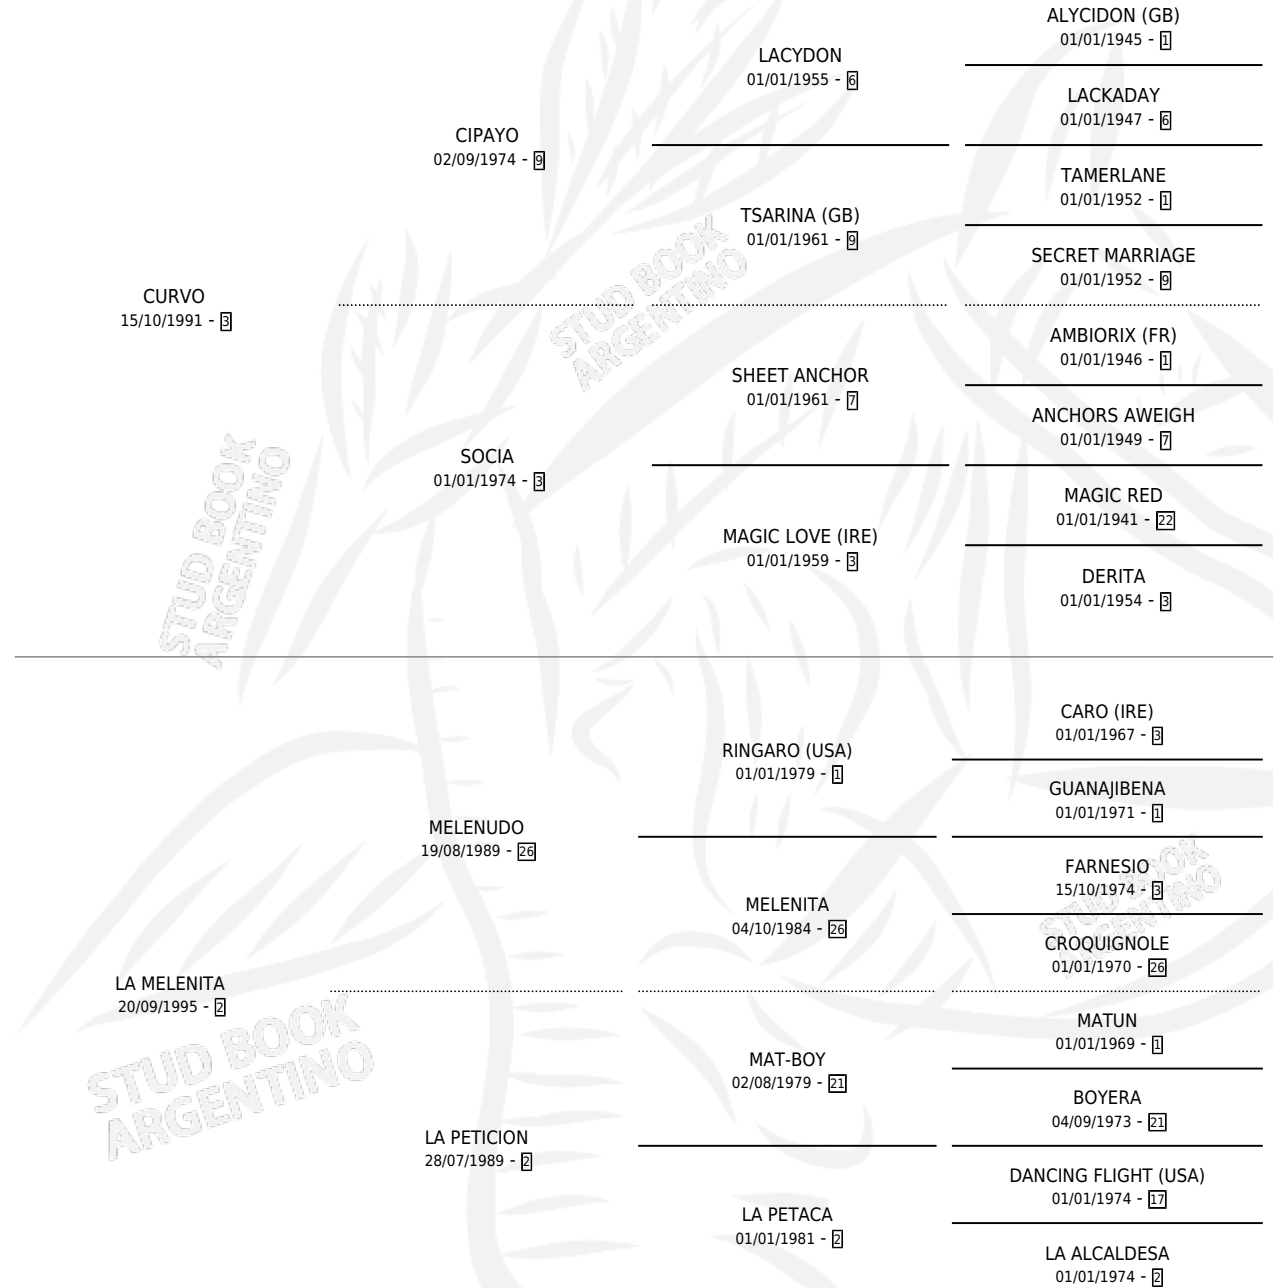 ALYCIDON (GB)
01/01/1945 - 1
LACYDON
01/01/1955 - 6
LACKADAY
01/01/1947 - 6
CIPAYO
02/09/1974 - 9
TAMERLANE
01/01/1952 - 1
TSARINA (GB)
01/01/1961 - 9
SECRET MARRIAGE
01/01/1952 - 9
CURVO
15/10/1991 - 3
AMBIORIX (FR)
01/01/1946 - 1
SHEET ANCHOR
01/01/1961 - 7
ANCHORS AWEIGH
01/01/1949 - 7
SOCIA
01/01/1974 - 3
MAGIC RED
01/01/1941 - 22
MAGIC LOVE (IRE)
01/01/1959 - 3
DERITA
01/01/1954 - 3
CARO (IRE)
01/01/1967 - 3
RINGARO (USA)
01/01/1979 - 1
GUANAJIBENA
01/01/1971 - 1
MELENUDO
19/08/1989 - 26
FARNESIO
15/10/1974 - 3
MELENITA
04/10/1984 - 26
CROQUIGNOLE
01/01/1970 - 26
LA MELENITA
20/09/1995 - 2
MATUN
01/01/1969 - 1
MAT-BOY
02/08/1979 - 21
BOYERA
04/09/1973 - 21
LA PETICION
28/07/1989 - 2
DANCING FLIGHT (USA)
01/01/1974 - 17
LA PETACA
01/01/1981 - 2
LA ALCALDESA
01/01/1974 - 2
STUD BOOK
ARGENTINO
STUD BOOK
ARGENTINO
STUD BOOK
ARGENTINO
STUD BOOK
ARGENTINO